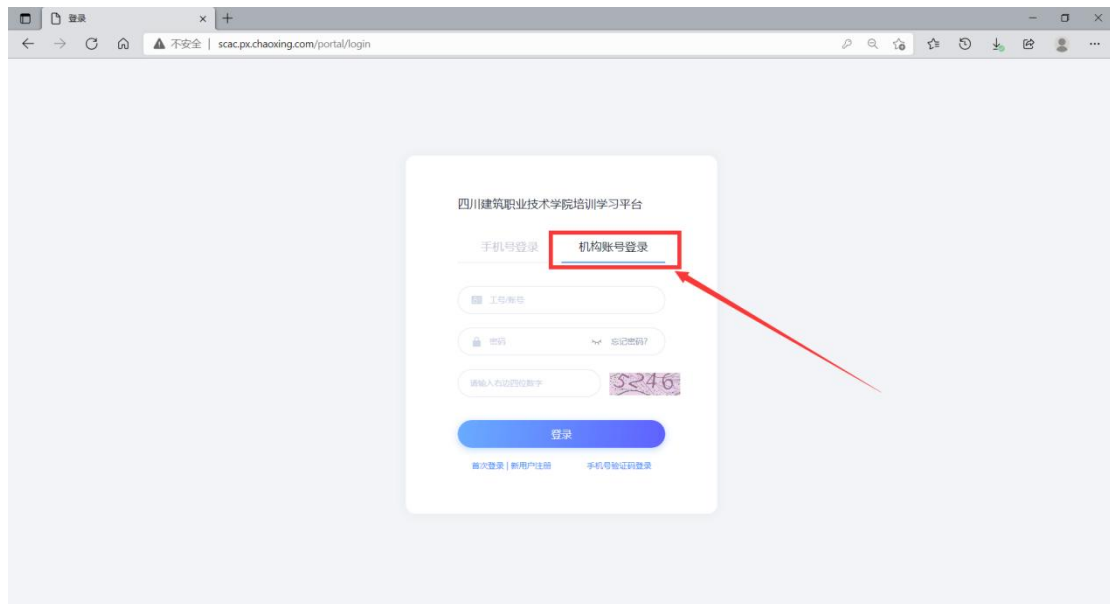 登录
不安全 | scac.px.chaoxing.com/portal/login
四川建筑职业技术学院培训学习平台
手机号登录 机构账号登录
工号/账号
密码 忘记密码?
请输入右边四位数字 5246
登录
首次登录 | 新用户注册 手机号验证码登录